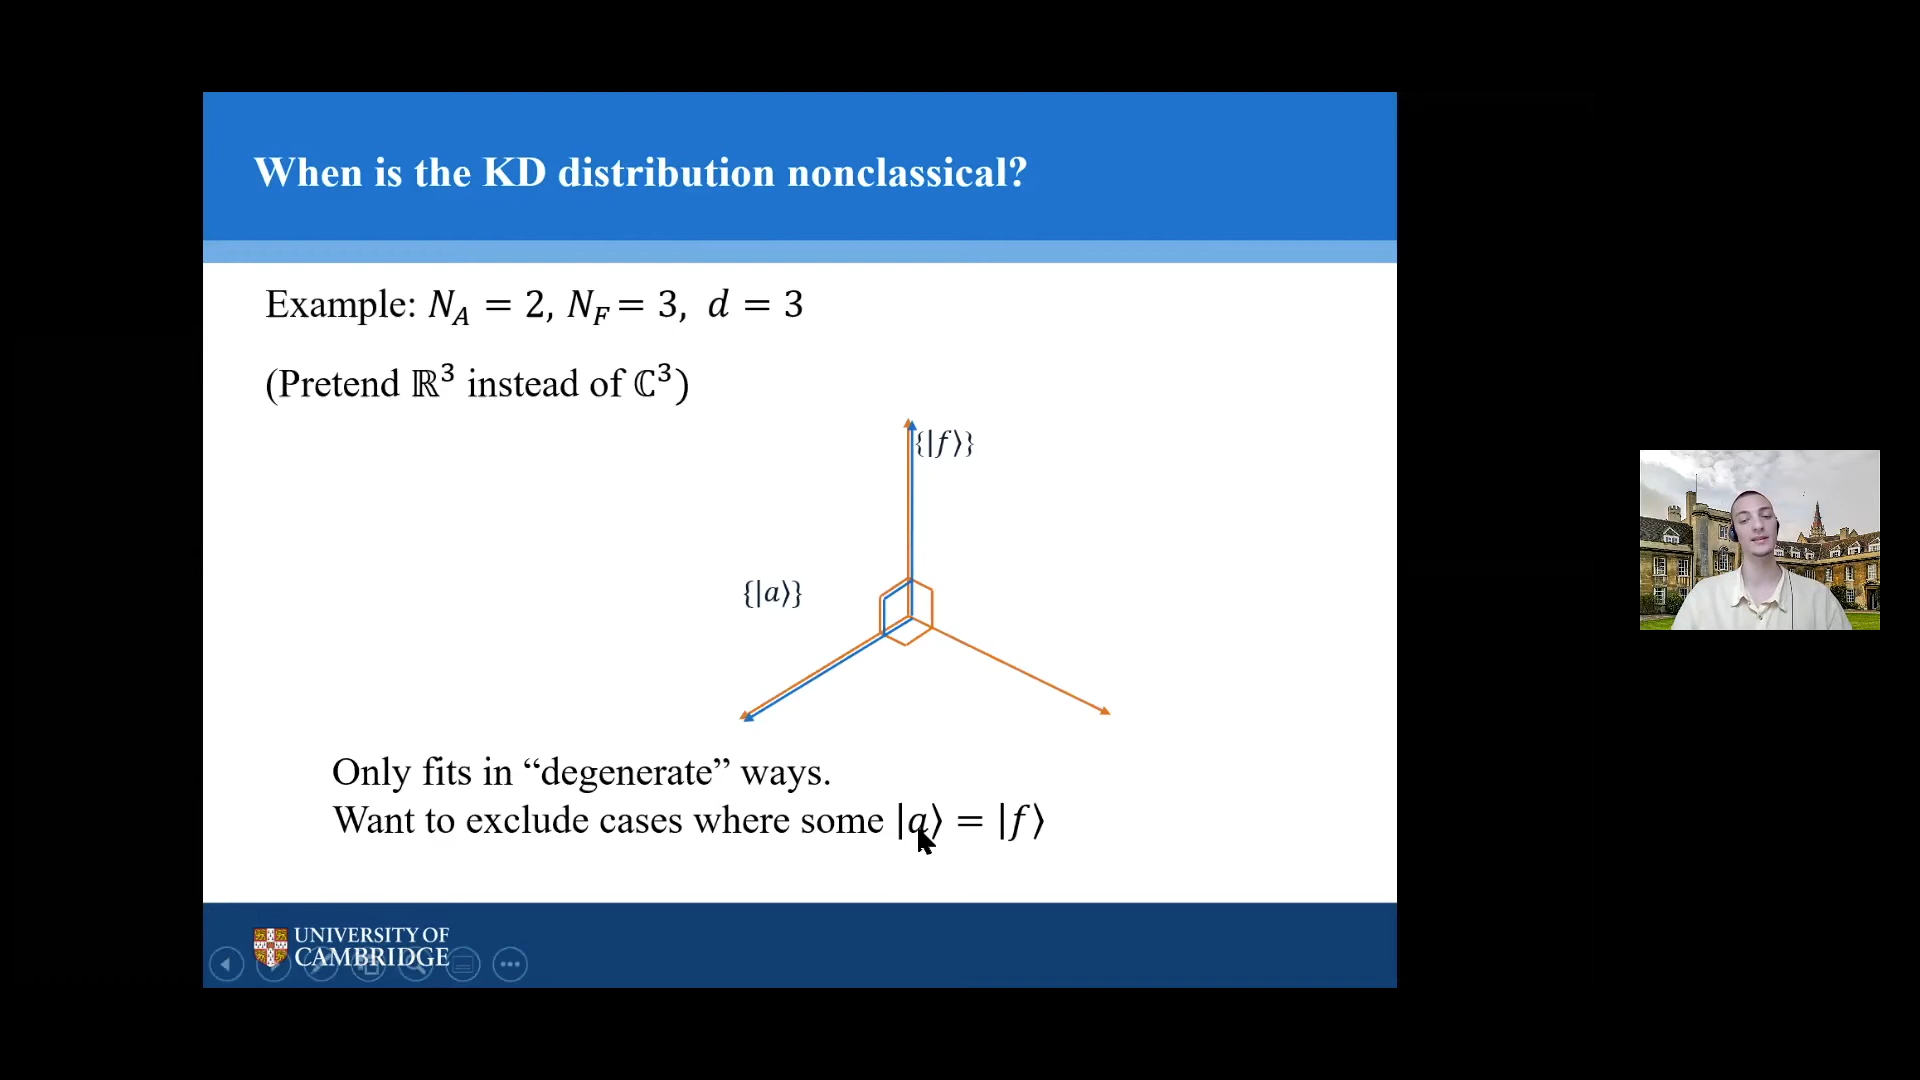 When is the KD distribution nonclassical?
Example: 𝑁_𝐴 = 2, 𝑁_𝐹 = 3, 𝑑 = 3
(Pretend ℝ³ instead of ℂ³)
{|𝑓⟩}
{|𝑎⟩}
Only fits in “degenerate” ways.
Want to exclude cases where some |𝑎⟩ = |𝑓⟩
UNIVERSITY OF
CAMBRIDGE